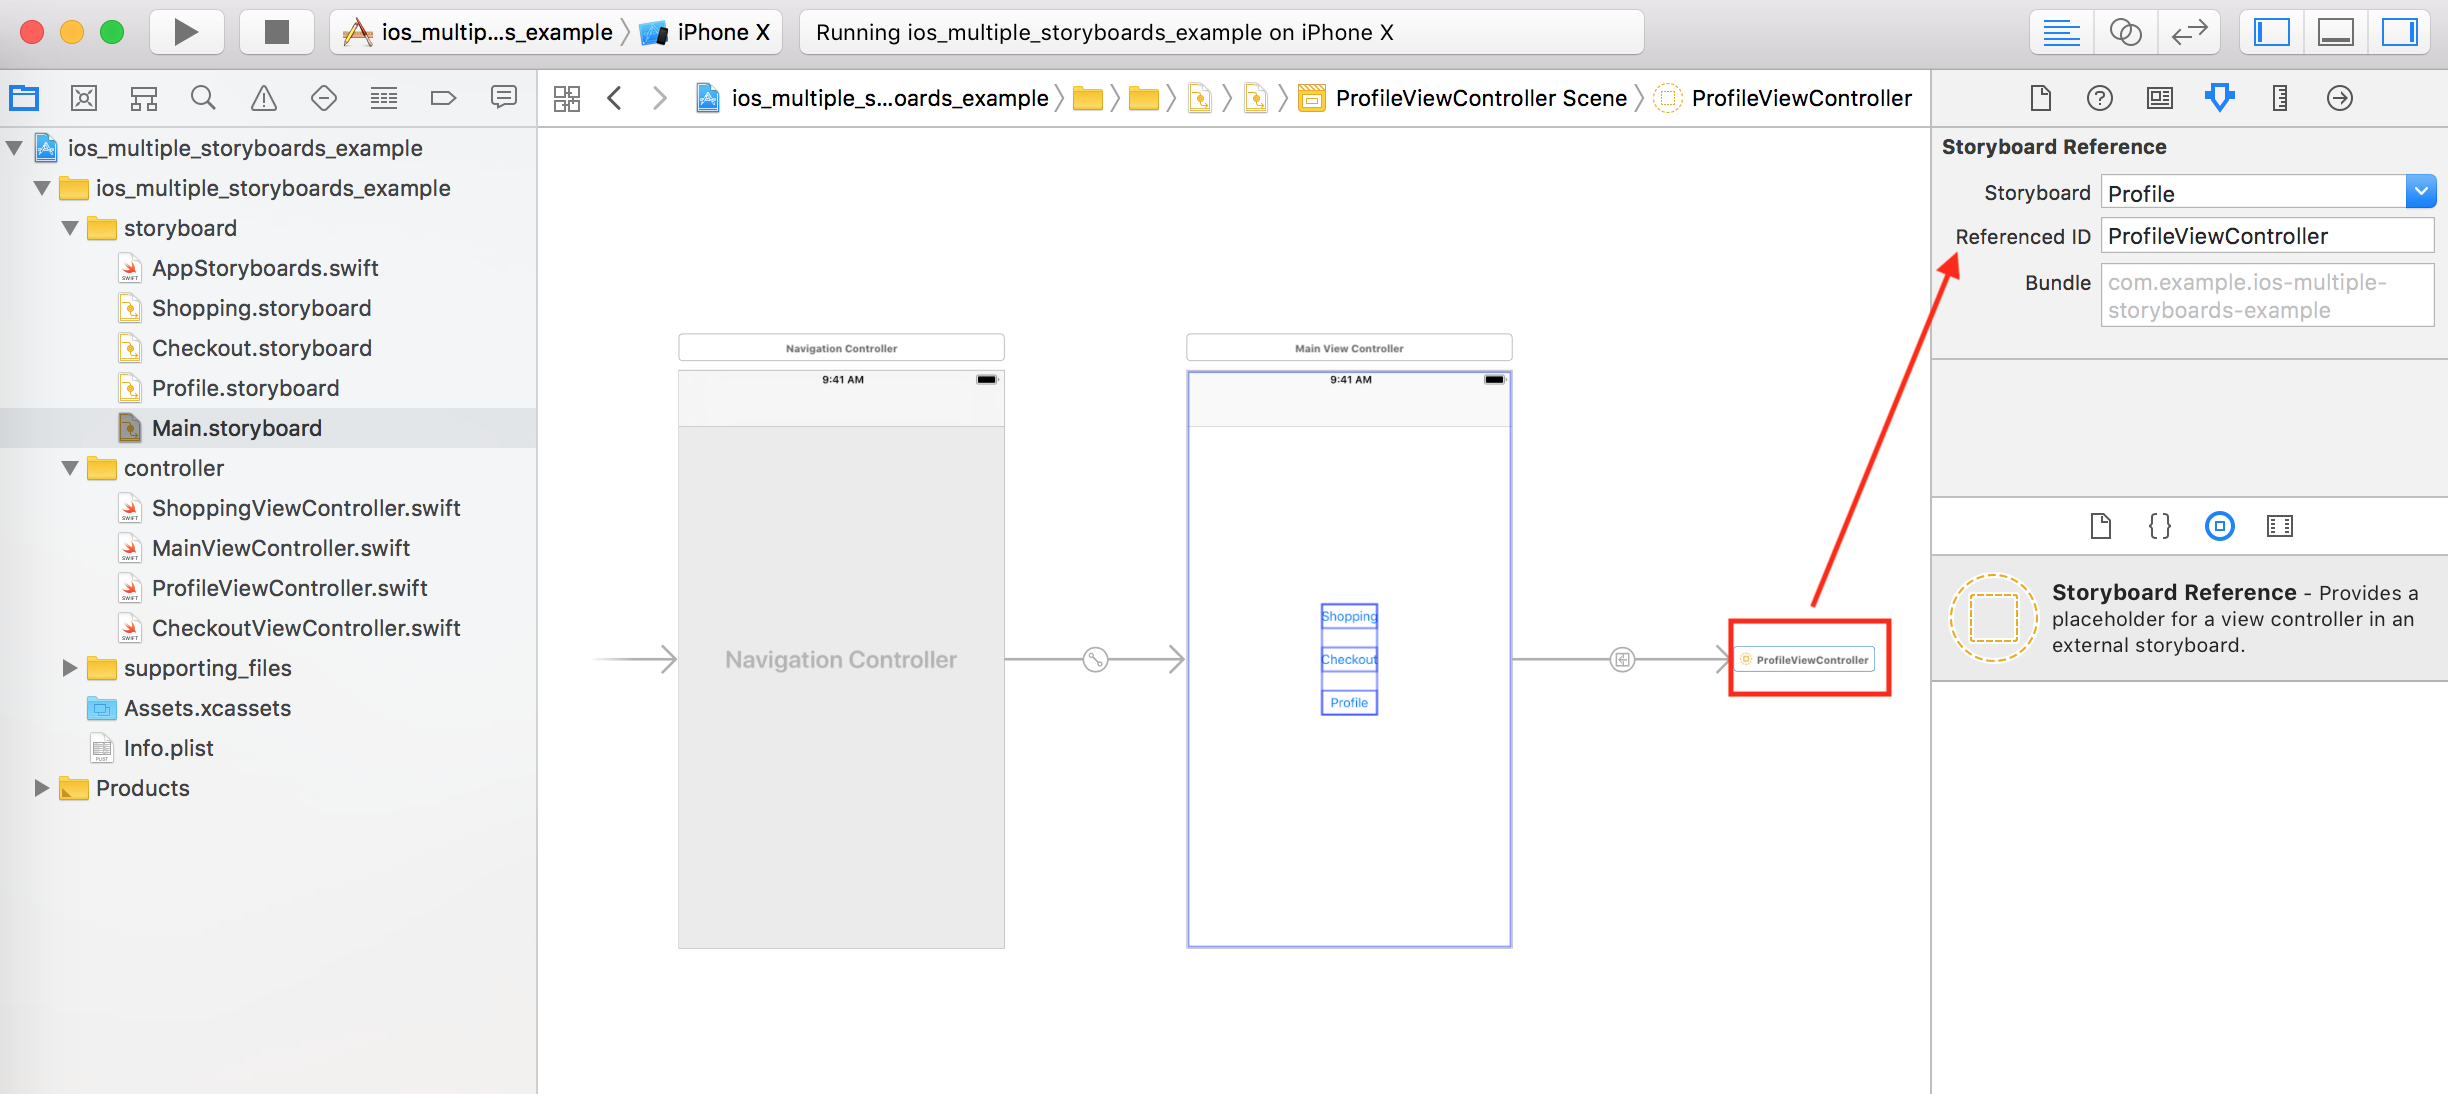 ios_multip...s_example
iPhone X
Running ios_multiple_storyboards_example on iPhone X
ios_multiple_s...oards_example
ProfileViewController Scene
ProfileViewController
ios_multiple_storyboards_example
ios_multiple_storyboards_example
storyboard
AppStoryboards.swift
Shopping.storyboard
Checkout.storyboard
Profile.storyboard
Main.storyboard
controller
ShoppingViewController.swift
MainViewController.swift
ProfileViewController.swift
CheckoutViewController.swift
supporting_files
Assets.xcassets
Info.plist
Products
Navigation Controller
9:41 AM
Navigation Controller
Main View Controller
9:41 AM
Shopping
Checkout
Profile
ProfileViewController
Storyboard Reference
Storyboard
Profile
Referenced ID
ProfileViewController
Bundle
com.example.ios-multiple-
storyboards-example
Storyboard Reference - Provides a
placeholder for a view controller in an
external storyboard.